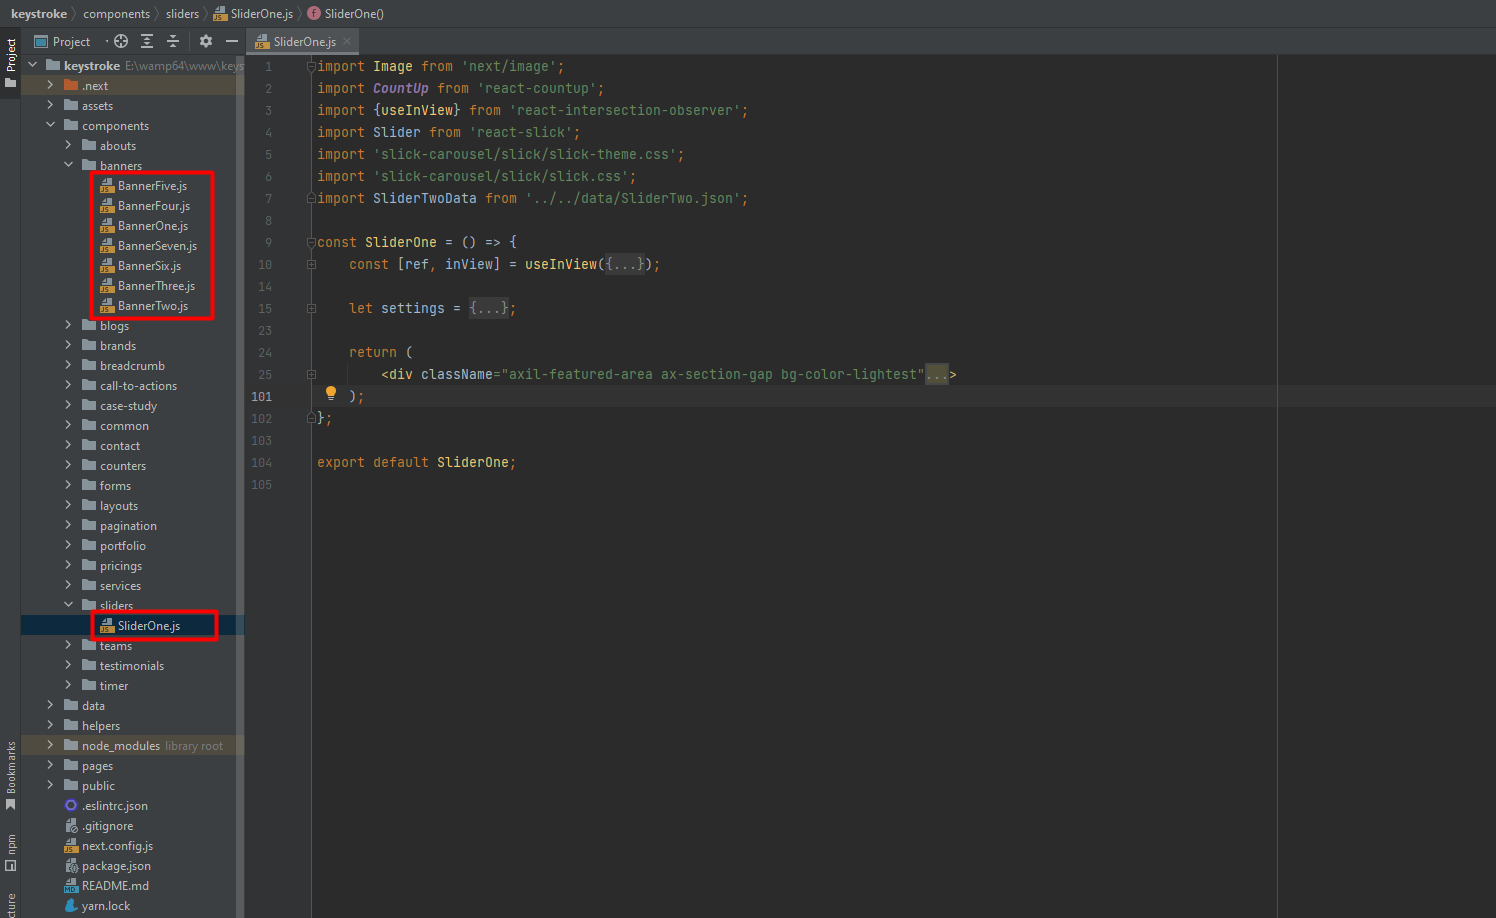 keystroke components sliders SliderOne.js SliderOne()
Project
SliderOne.js
Project
keystroke E:\wamp64\www\keys
.next
assets
components
abouts
banners
BannerFive.js
BannerFour.js
BannerOne.js
BannerSeven.js
BannerSix.js
BannerThree.js
BannerTwo.js
blogs
brands
breadcrumb
call-to-actions
case-study
common
contact
counters
forms
layouts
pagination
portfolio
pricings
services
sliders
SliderOne.js
teams
testimonials
timer
data
helpers
node_modules library root
pages
public
.eslintrc.json
.gitignore
next.config.js
package.json
README.md
yarn.lock
Bookmarks
npm
cture
1 import Image from 'next/image';
2 import CountUp from 'react-countup';
3 import {useInView} from 'react-intersection-observer';
4 import Slider from 'react-slick';
5 import 'slick-carousel/slick/slick-theme.css';
6 import 'slick-carousel/slick/slick.css';
7 import SliderTwoData from '../../data/SliderTwo.json';
8
9 const SliderOne = () => {
10 const [ref, inView] = useInView({...});
14
15 let settings = {...};
23
24 return (
25 <div className="axil-featured-area ax-section-gap bg-color-lightest"...>
101 );
102 };
103
104 export default SliderOne;
105